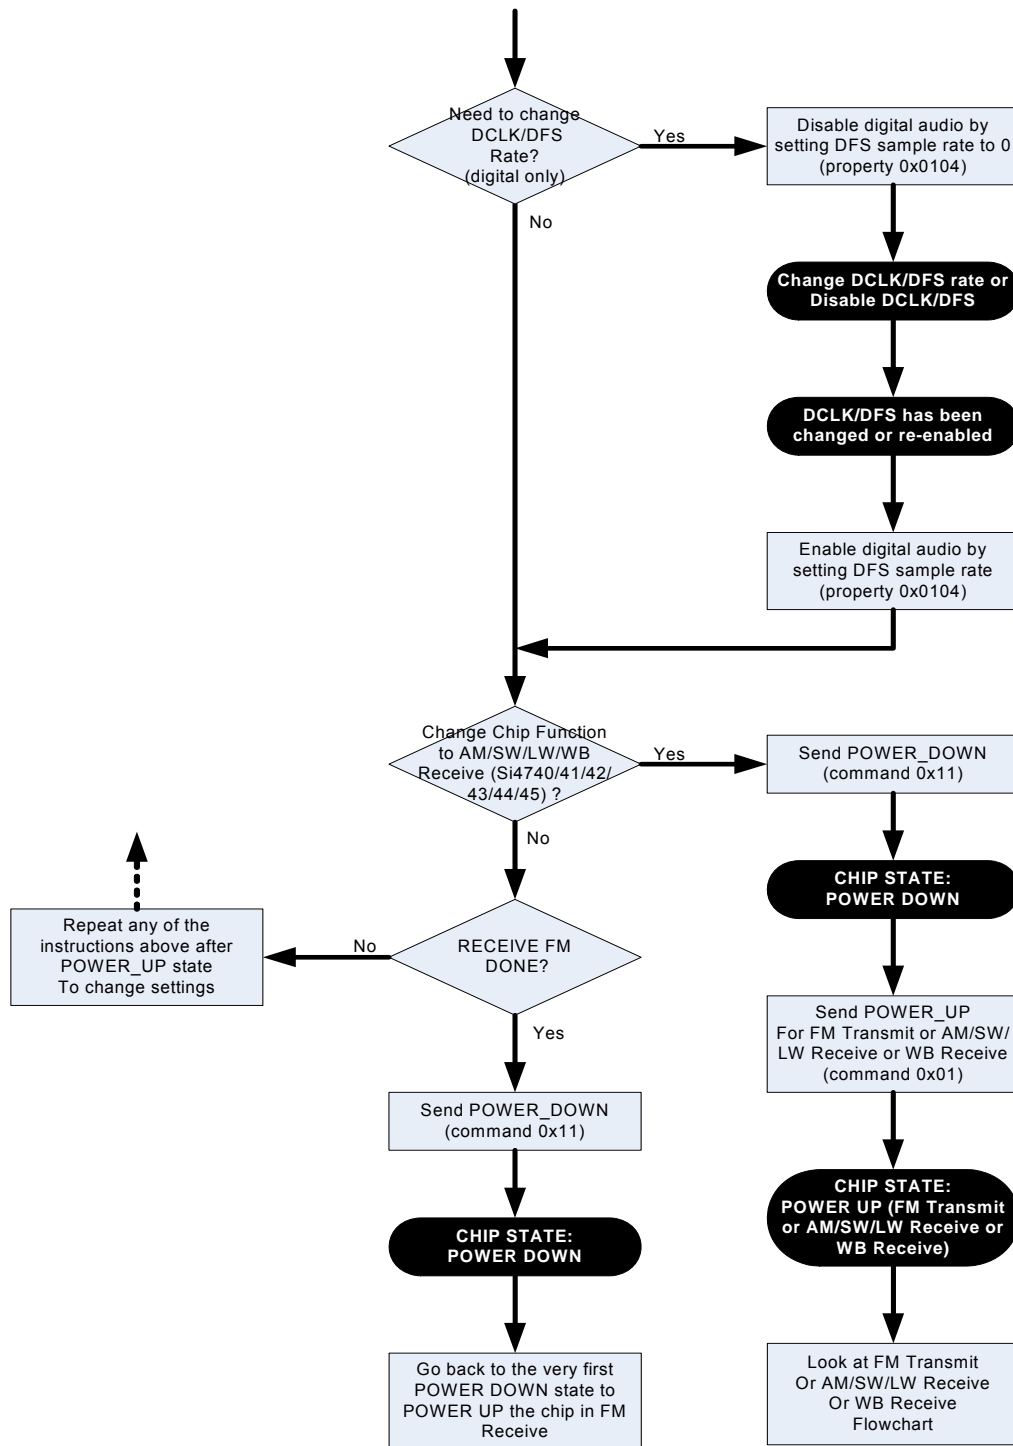 Need to change
DCLK/DFS
Rate?
(digital only)
Yes
No
Disable digital audio by
setting DFS sample rate to 0
(property 0x0104)
Change DCLK/DFS rate or
Disable DCLK/DFS
DCLK/DFS has been
changed or re-enabled
Enable digital audio by
setting DFS sample rate
(property 0x0104)
Change Chip Function
to AM/SW/LW/WB
Receive (Si4740/41/42/
43/44/45) ?
Yes
No
Send POWER_DOWN
(command 0x11)
CHIP STATE:
POWER DOWN
Send POWER_UP
For FM Transmit or AM/SW/
LW Receive or WB Receive
(command 0x01)
CHIP STATE:
POWER UP (FM Transmit
or AM/SW/LW Receive or
WB Receive)
Look at FM Transmit
Or AM/SW/LW Receive
Or WB Receive
Flowchart
RECEIVE FM
DONE?
No
Repeat any of the
instructions above after
POWER_UP state
To change settings
Yes
Send POWER_DOWN
(command 0x11)
CHIP STATE:
POWER DOWN
Go back to the very first
POWER DOWN state to
POWER UP the chip in FM
Receive